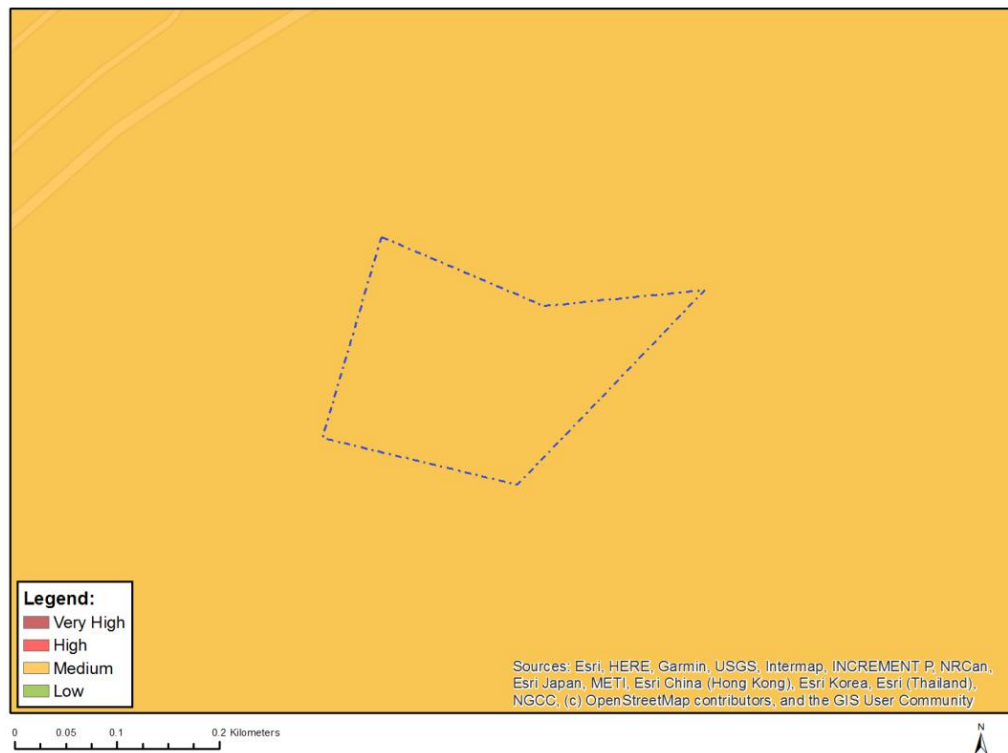 Legend:
Very High
High
Medium
Low
Sources: Esri, HERE, Garmin, USGS, Intermap, INCREMENT P, NRCan,
Esri Japan, METI, Esri China (Hong Kong), Esri Korea, Esri (Thailand),
NGCC, (c) OpenStreetMap contributors, and the GIS User Community
0 0.05 0.1 0.2 Kilometers
N